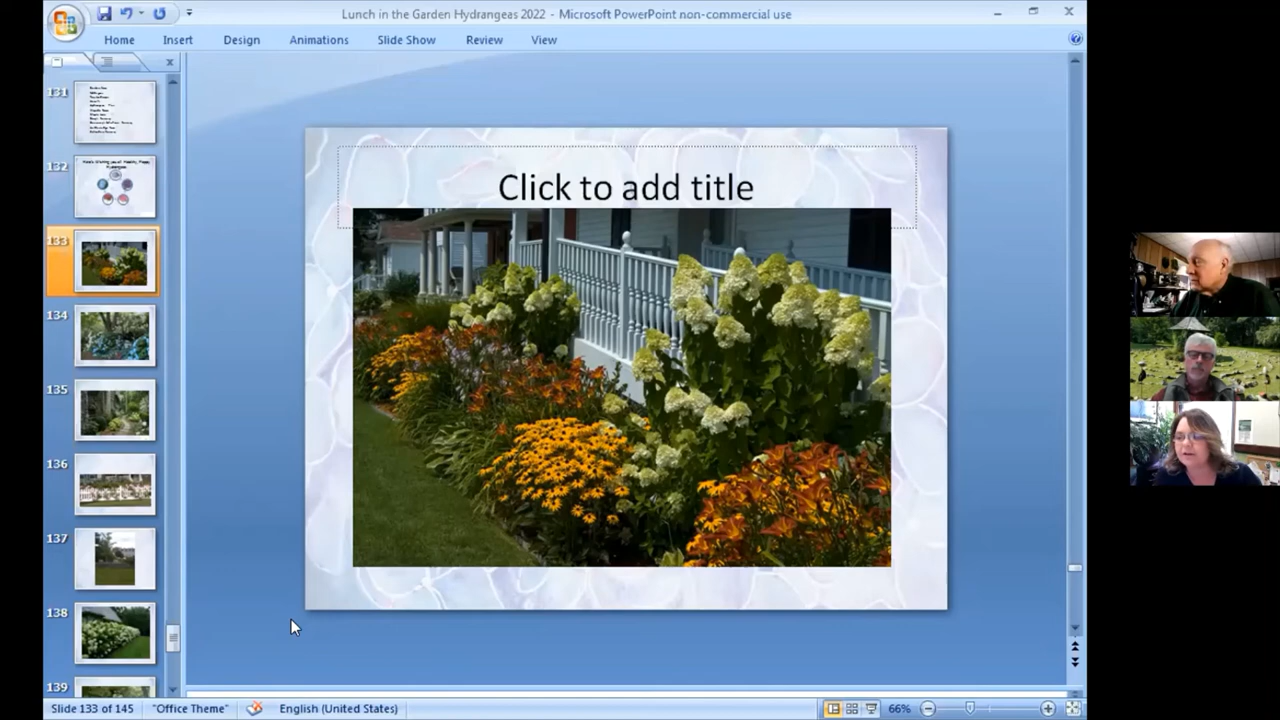 Lunch in the Garden Hydrangeas 2022 - Microsoft PowerPoint non-commercial use
Home Insert Design Animations Slide Show Review View
131
132
133
134
135
136
137
138
139
Click to add title
Slide 133 of 145 "Office Theme" English (United States) 66%